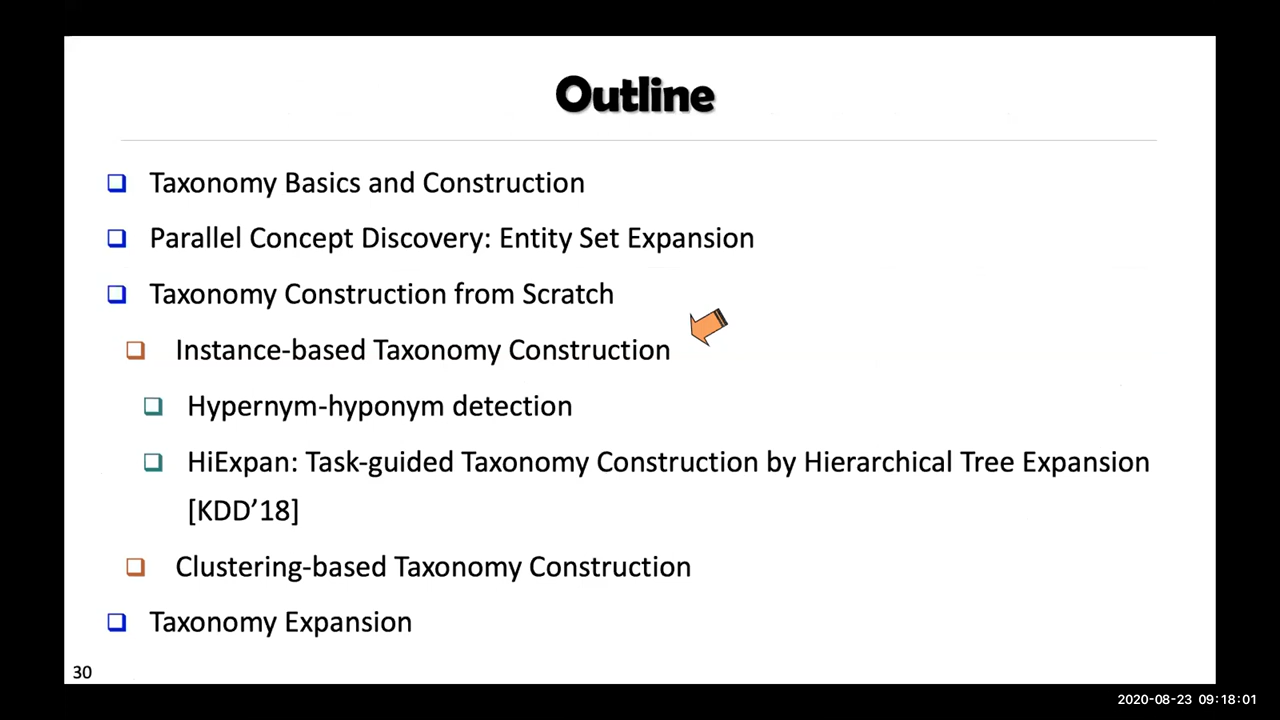 Outline
Taxonomy Basics and Construction
Parallel Concept Discovery: Entity Set Expansion
Taxonomy Construction from Scratch
Instance-based Taxonomy Construction
Hypernym-hyponym detection
HiExpan: Task-guided Taxonomy Construction by Hierarchical Tree Expansion
[KDD’18]
Clustering-based Taxonomy Construction
Taxonomy Expansion
30
2020-08-23 09:18:01